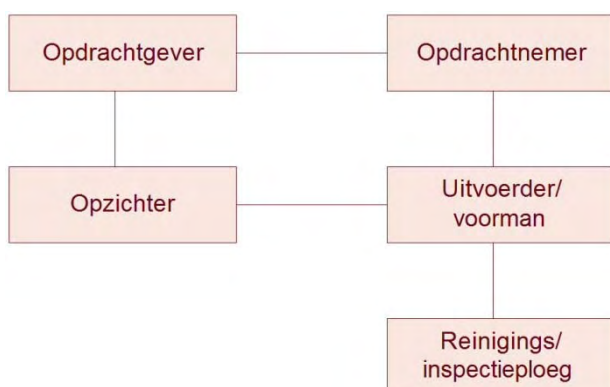 Opdrachtgever
Opdrachtnemer
Opzichter
Uitvoerder/
voorman
Reinigings/
inspectieploeg